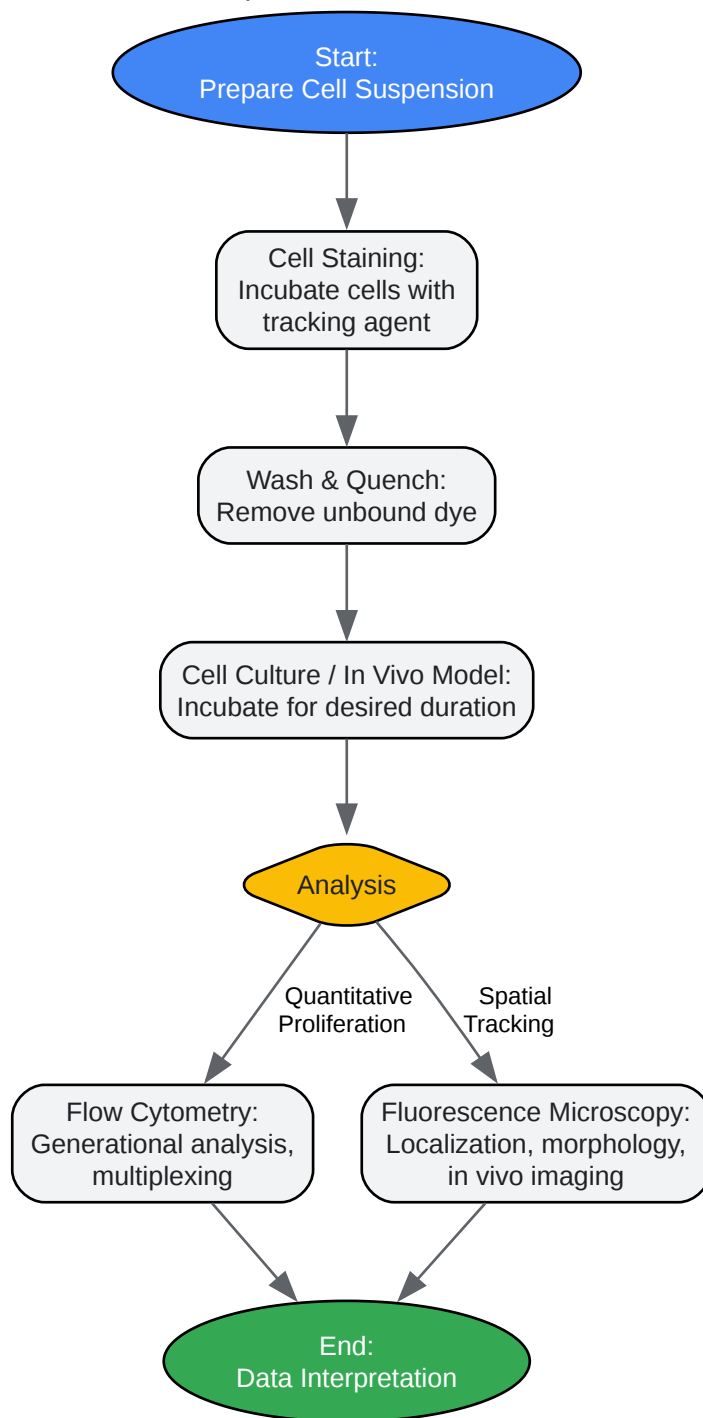 Start:
Prepare Cell Suspension
Cell Staining:
Incubate cells with
tracking agent
Wash & Quench:
Remove unbound dye
Cell Culture / In Vivo Model:
Incubate for desired duration
Analysis
Quantitative
Proliferation
Spatial
Tracking
Flow Cytometry:
Generational analysis,
multiplexing
Fluorescence Microscopy:
Localization, morphology,
in vivo imaging
End:
Data Interpretation